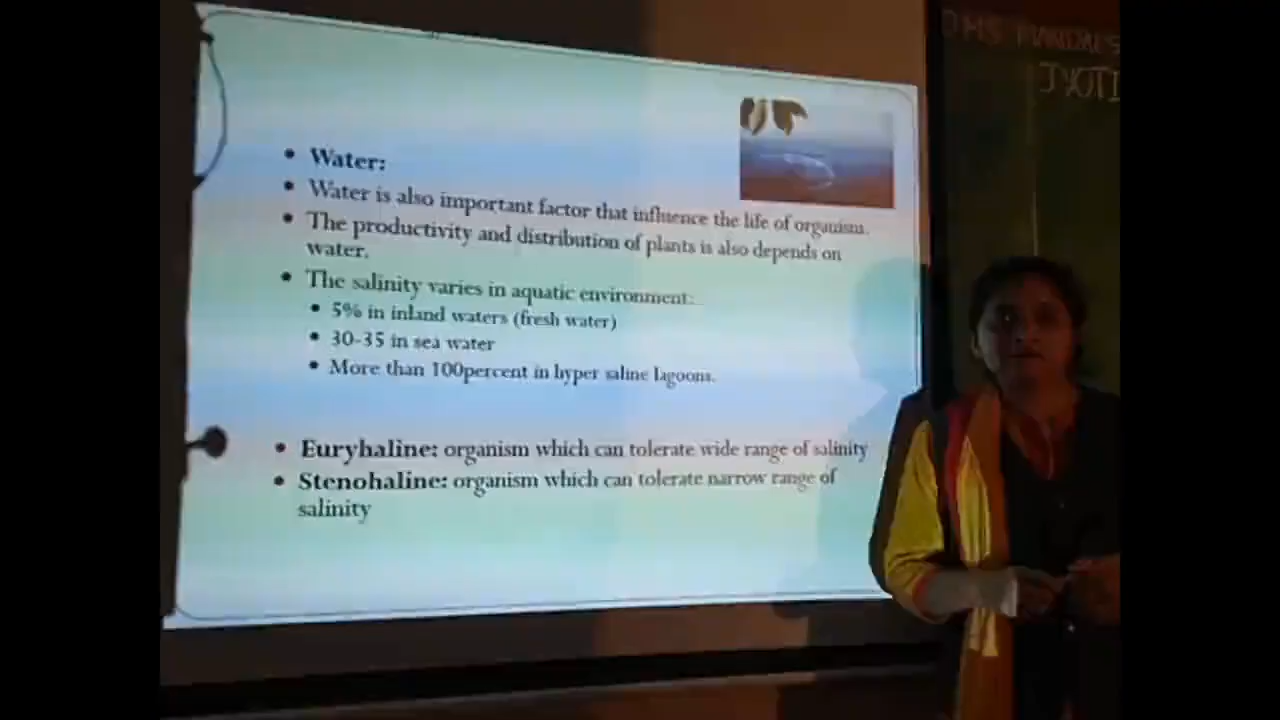 • Water:
• Water is also important factor that influence the life of organism.
• The productivity and distribution of plants is also depends on
water.
• The salinity varies in aquatic environment:
• 5% in inland waters (fresh water)
• 30-35 in sea water
• More than 100percent in hyper saline lagoons.
• Euryhaline: organism which can tolerate wide range of salinity
• Stenohaline: organism which can tolerate narrow range of
salinity
JYOTI